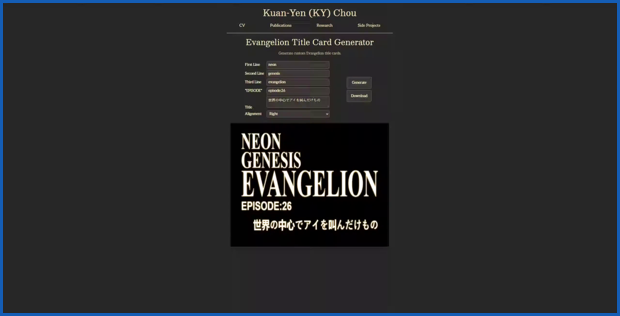 Kuan-Yen (KY) Chou
CV Publications Research Side Projects
Evangelion Title Card Generator
Generate custom Evangelion title cards.
First Line neon
Second Line genesis
Third Line evangelion
"EPISODE" episode:26
Title 世界の中心でアイを叫んだけもの
Alignment Right
Generate
Download
NEON
GENESIS
EVANGELION
EPISODE:26
世界の中心でアイを叫んだけもの